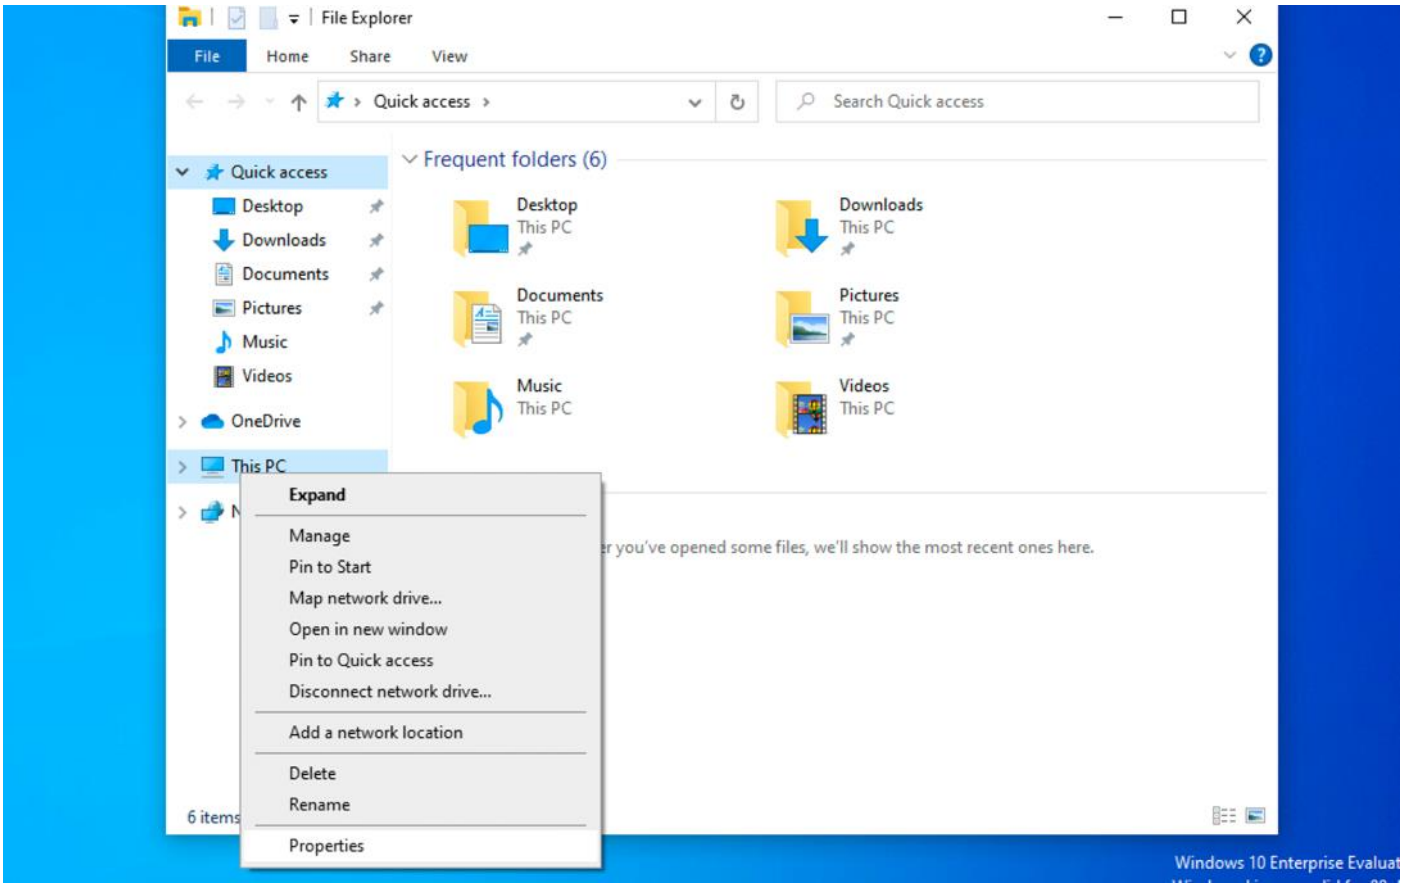 File Explorer
File Home Share View
Quick access
Search Quick access
Quick access
Desktop
Downloads
Documents
Pictures
Music
Videos
OneDrive
This PC
Frequent folders (6)
Desktop
This PC
Downloads
This PC
Documents
This PC
Pictures
This PC
Music
This PC
Videos
This PC
you've opened some files, we'll show the most recent ones here.
Expand
Manage
Pin to Start
Map network drive...
Open in new window
Pin to Quick access
Disconnect network drive...
Add a network location
Delete
Rename
Properties
6 items
Windows 10 Enterprise Evaluat